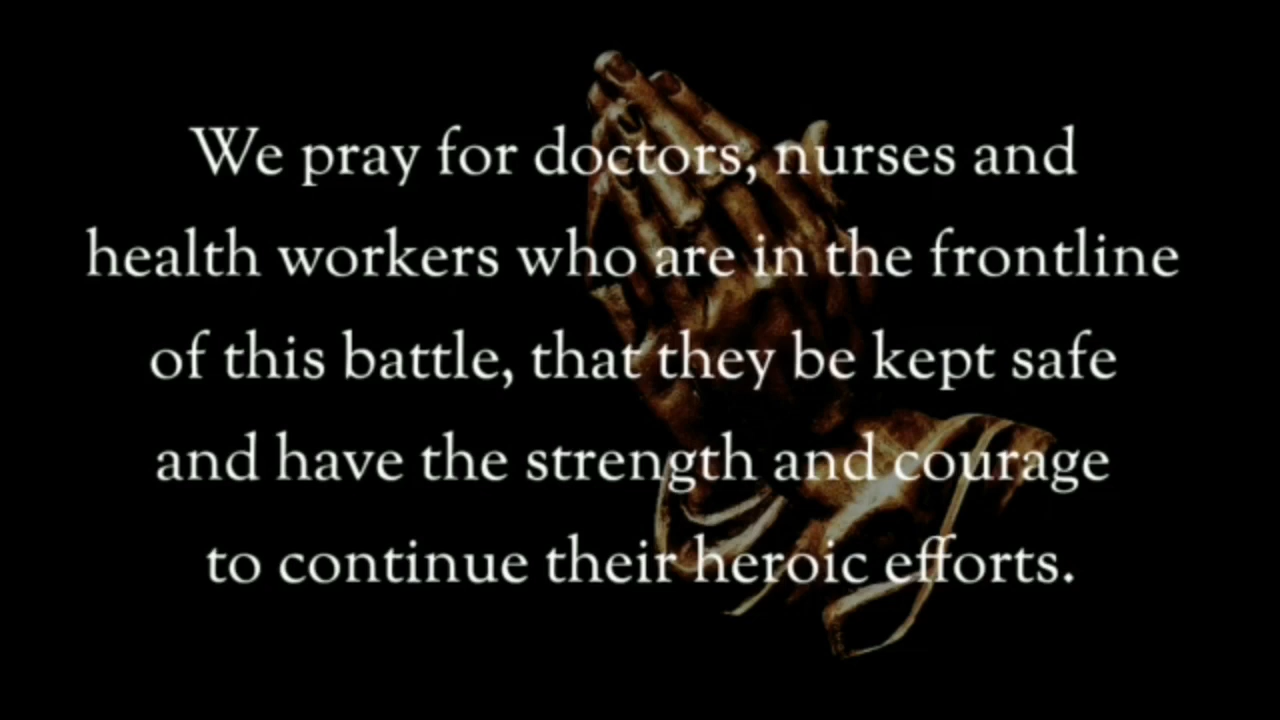 We pray for doctors, nurses and
health workers who are in the frontline
of this battle, that they be kept safe
and have the strength and courage
to continue their heroic efforts.